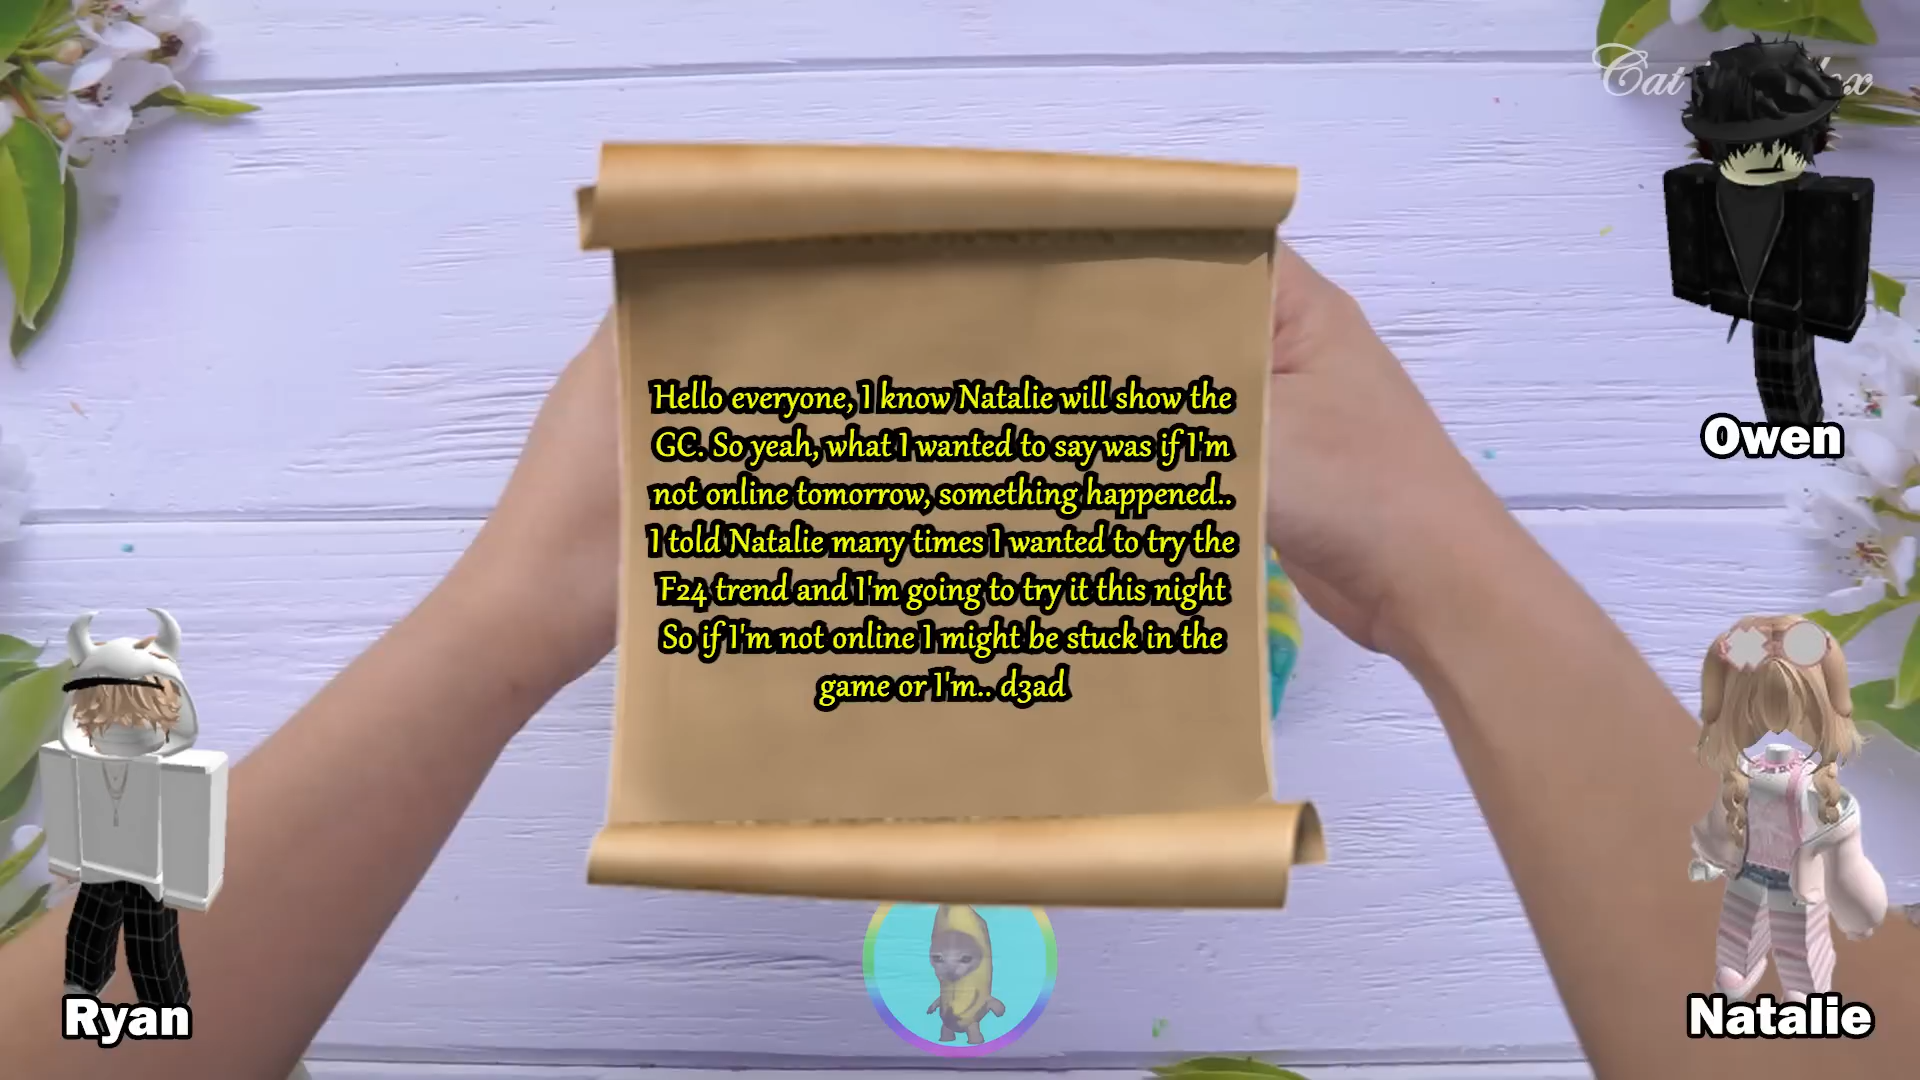 Cat
Hello everyone, I know Natalie will show the
GC. So yeah, what I wanted to say was if I'm
not online tomorrow, something happened..
I told Natalie many times I wanted to try the
F24 trend and I'm going to try it this night
So if I'm not online I might be stuck in the
game or I'm.. d3ad
Owen
Ryan
Natalie